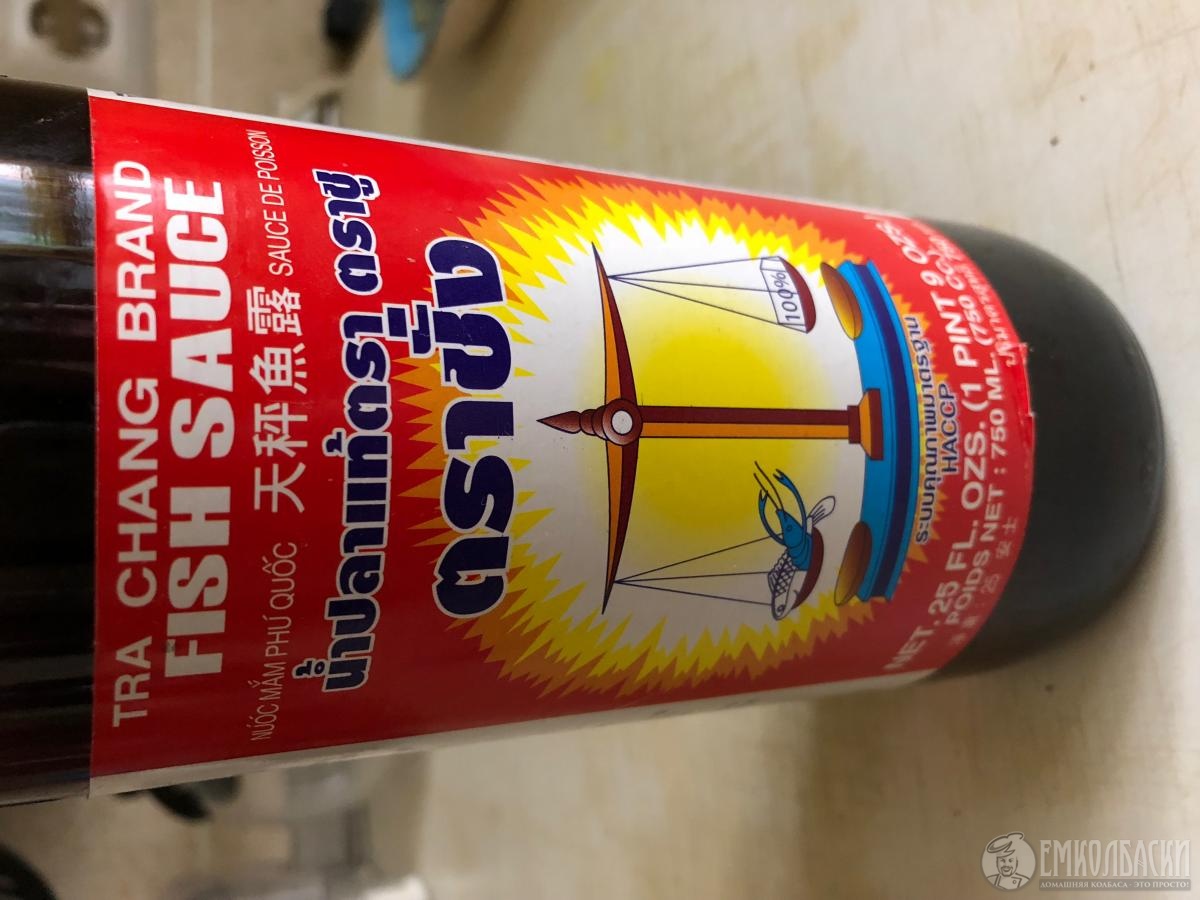 TRA CHANG BRAND
FISH SAUCE
NƯỚC MẮM PHÚ QUỐC 天秤魚露 SAUCE DE POISSON
น้ำปลาแท้ตรา ตราชู
ตราชั่ง
100%
ระบบคุณภาพมาตรฐาน
HACCP
NET. 25 FL. OZS. (1 PINT 9 OZS.)
POIDS NET : 750 ML. (750 CC.)
25 安士
ЕМКОЛБАСКИ
ДОМАШНЯЯ КОЛБАСА - ЭТО ПРОСТО!